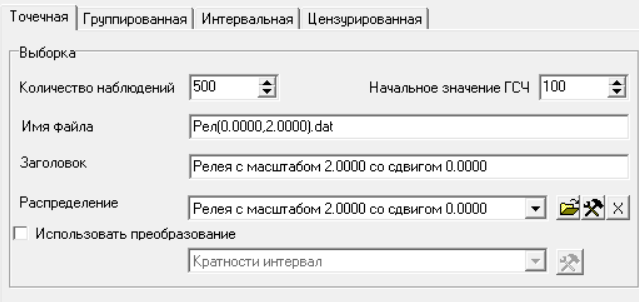 Точечная Группированная Интервальная Цензурированная
Выборка
Количество наблюдений 500 Начальное значение ГСЧ 100
Имя файла Рел(0.0000,2.0000).dat
Заголовок Релея с масштабом 2.0000 со сдвигом 0.0000
Распределение Релея с масштабом 2.0000 со сдвигом 0.0000
Использовать преобразование
Кратности интервал